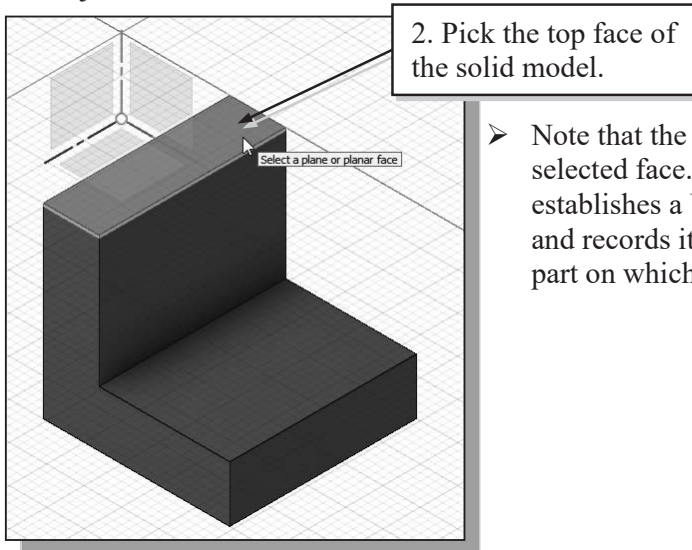 2. Pick the top face of
the solid model.
Select a plane or planar face
➤ Note that the
selected face.
establishes a
and records it
part on which